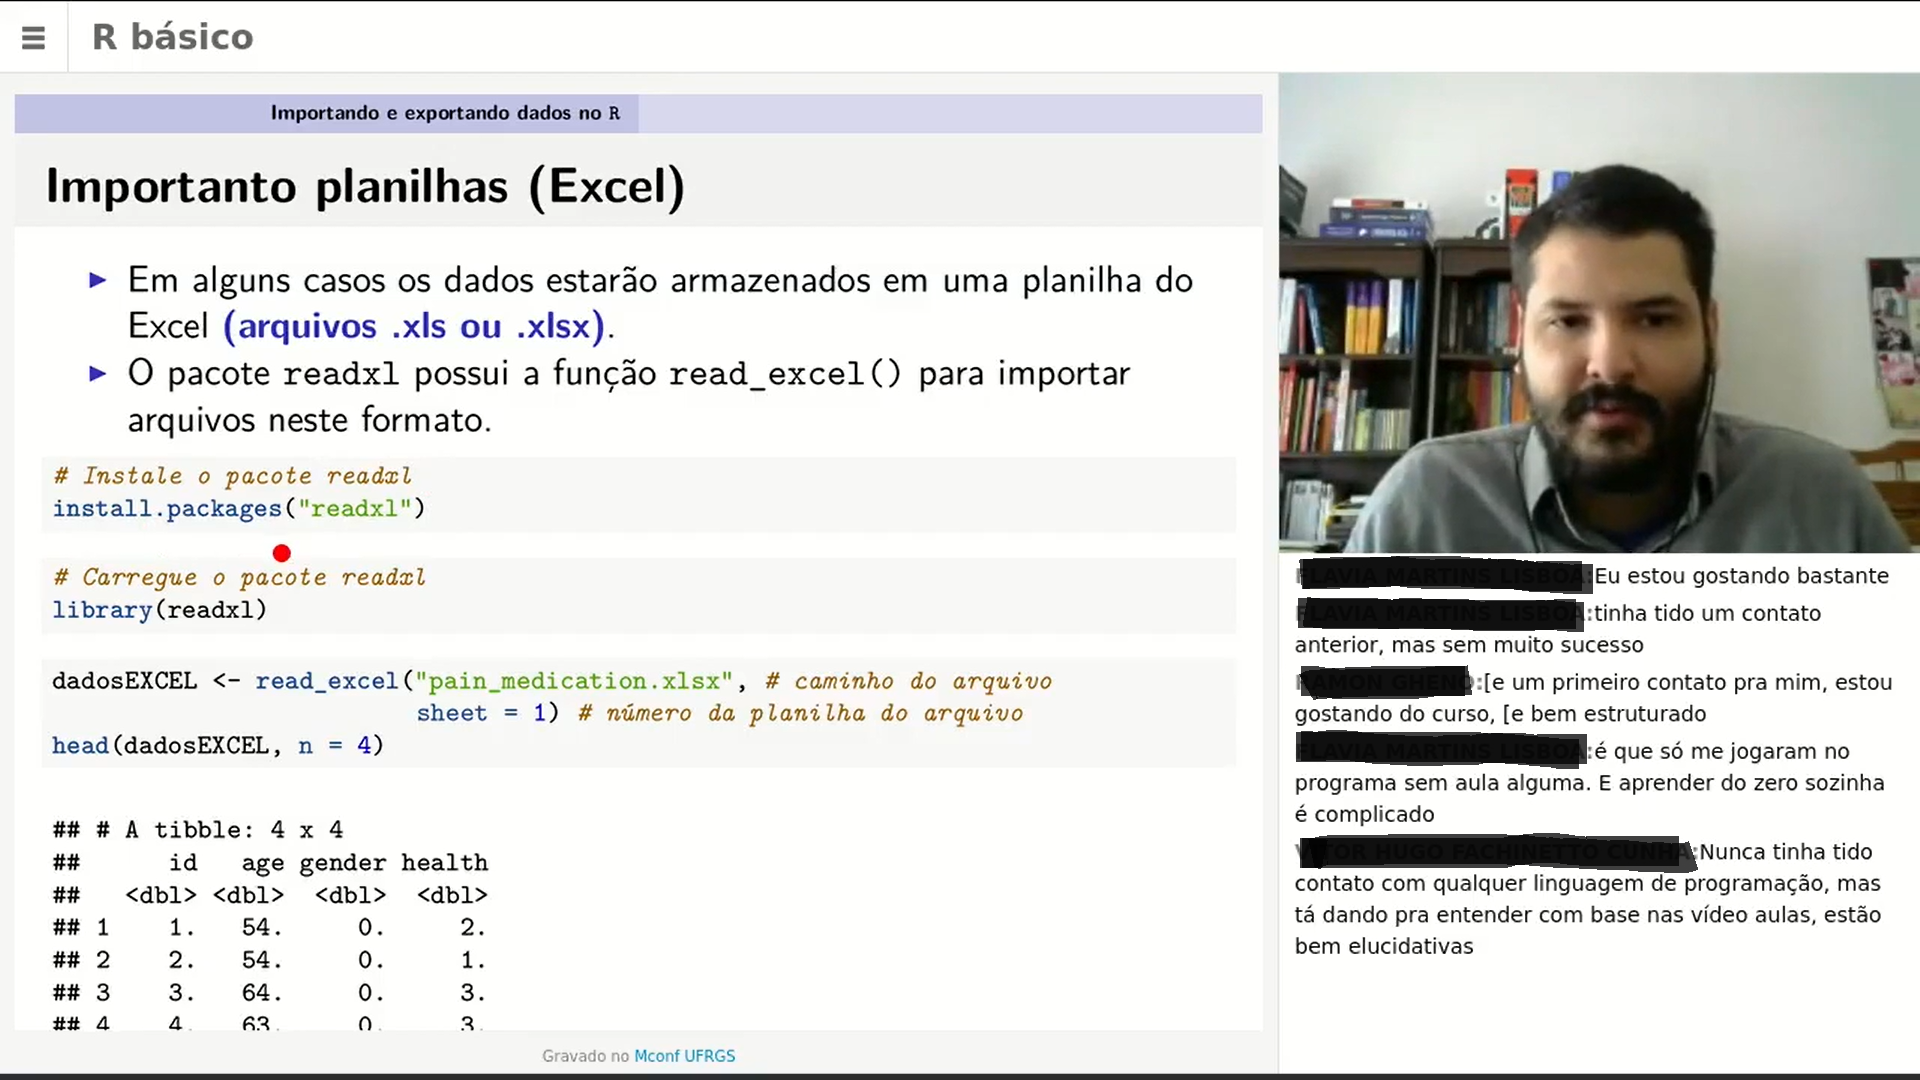 R básico
Importando e exportando dados no R
Importanto planilhas (Excel)
Em alguns casos os dados estarão armazenados em uma planilha do
Excel (arquivos .xls ou .xlsx).
O pacote readxl possui a função read_excel() para importar
arquivos neste formato.
# Instale o pacote readxl
install.packages("readxl")
# Carregue o pacote readxl
library(readxl)
dadosEXCEL <- read_excel("pain_medication.xlsx", # caminho do arquivo
sheet = 1) # número da planilha do arquivo
head(dadosEXCEL, n = 4)
## # A tibble: 4 x 4
## id age gender health
## <dbl> <dbl> <dbl> <dbl>
## 1 1. 54. 0. 2.
## 2 2. 54. 0. 1.
## 3 3. 64. 0. 3.
## 4 4. 63. 0. 3.
Gravado no Mconf UFRGS
:Eu estou gostando bastante
:tinha tido um contato
anterior, mas sem muito sucesso
:[e um primeiro contato pra mim, estou
gostando do curso, [e bem estruturado
:é que só me jogaram no
programa sem aula alguma. E aprender do zero sozinha
é complicado
:Nunca tinha tido
contato com qualquer linguagem de programação, mas
tá dando pra entender com base nas vídeo aulas, estão
bem elucidativas